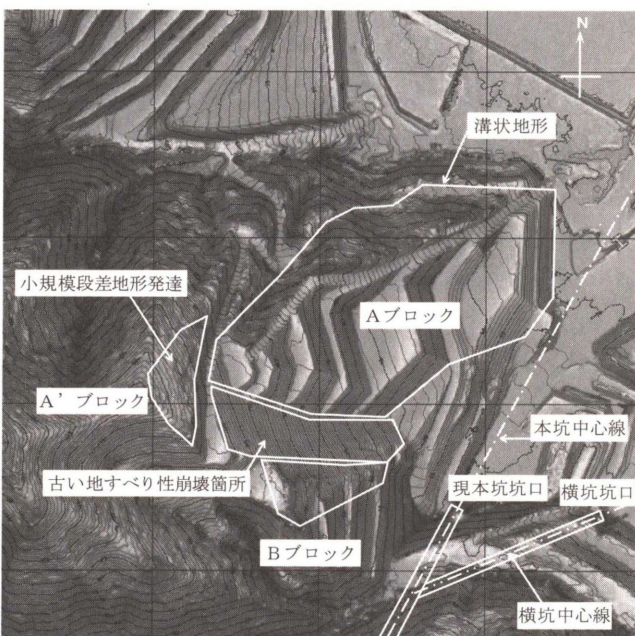 N
溝状地形
小規模段差地形発達
Aブロック
A’ブロック
本坑中心線
古い地すべり性崩壊箇所
現本坑坑口
横坑坑口
Bブロック
横坑中心線